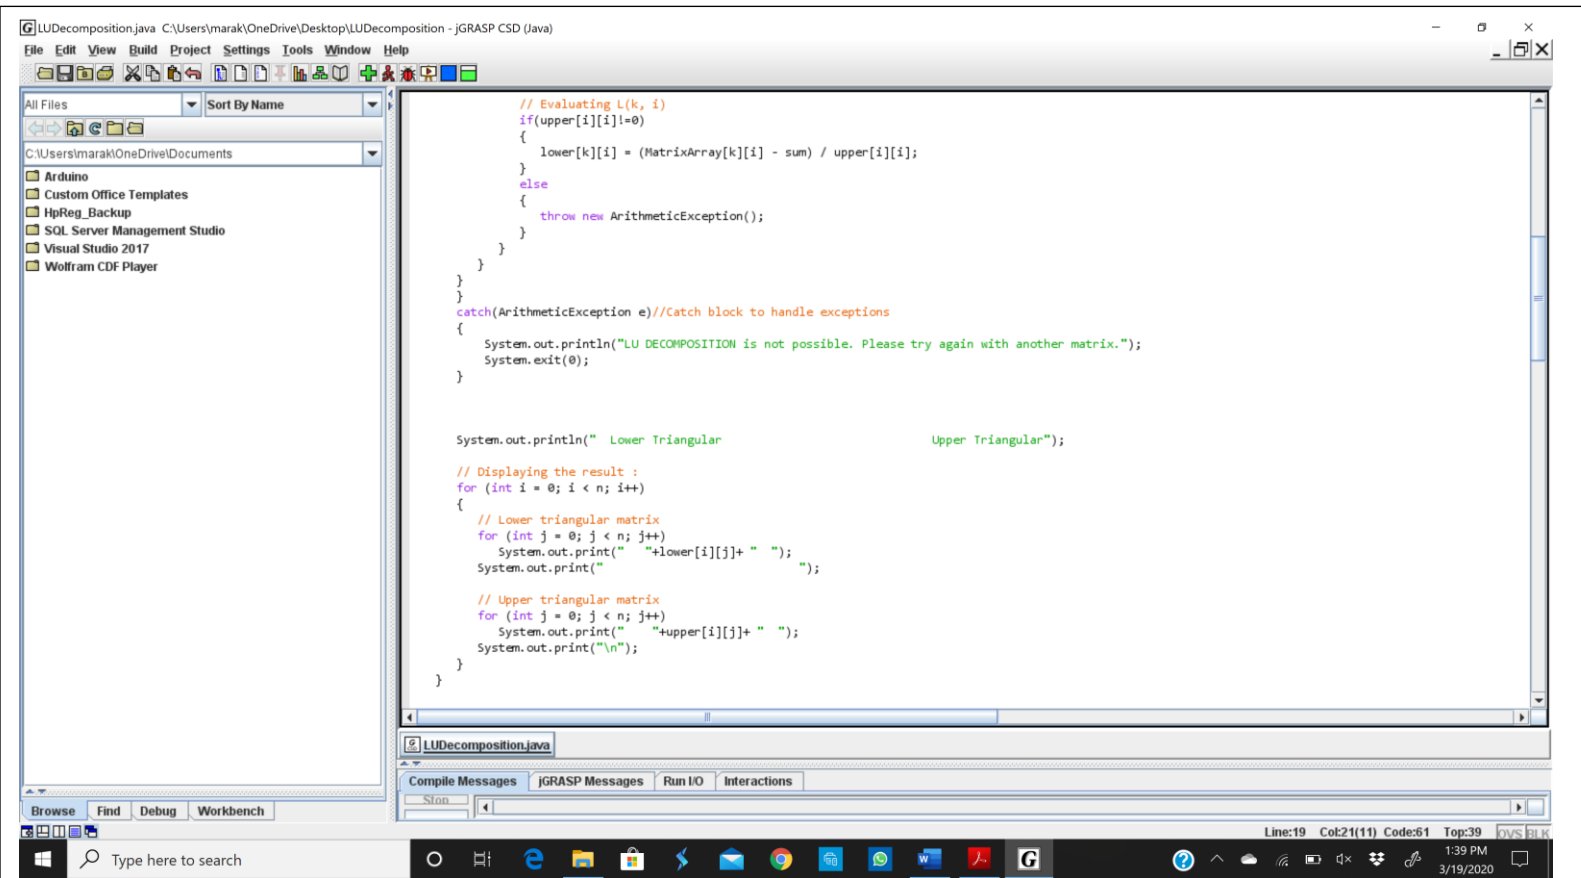 LUDecomposition.java C:\Users\marak\OneDrive\Desktop\LUDecomposition - jGRASP CSD (Java)
File Edit View Build Project Settings Tools Window Help
All Files
Sort By Name
C:\Users\marak\OneDrive\Documents
Arduino
Custom Office Templates
HpReg_Backup
SQL Server Management Studio
Visual Studio 2017
Wolfram CDF Player
// Evaluating L(k, i)
if(upper[i][i]!=0)
{
lower[k][i] = (MatrixArray[k][i] - sum) / upper[i][i];
}
else
{
throw new ArithmeticException();
}
}
}
}
}
catch(ArithmeticException e)//Catch block to handle exceptions
{
System.out.println("LU DECOMPOSITION is not possible. Please try again with another matrix.");
System.exit(0);
}
System.out.println("  Lower Triangular                    Upper Triangular");
// Displaying the result :
for (int i = 0; i < n; i++)
{
// Lower triangular matrix
for (int j = 0; j < n; j++)
System.out.print("   "+lower[i][j]+ "  ");
System.out.print("                   ");
// Upper triangular matrix
for (int j = 0; j < n; j++)
System.out.print("   "+upper[i][j]+ "  ");
System.out.print("\n");
}
}
LUDecomposition.java
Compile Messages jGRASP Messages Run I/O Interactions
Stop
Browse Find Debug Workbench
Line:19 Col:21(11) Code:61 Top:39 OVS BLK
Type here to search
1:39 PM
3/19/2020